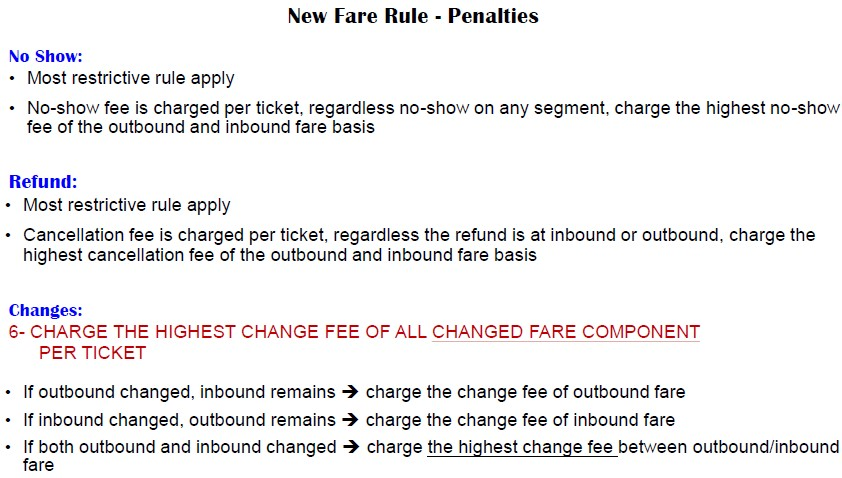 New Fare Rule - Penalties
No Show:
• Most restrictive rule apply
• No-show fee is charged per ticket, regardless no-show on any segment, charge the highest no-show
fee of the outbound and inbound fare basis
Refund:
• Most restrictive rule apply
• Cancellation fee is charged per ticket, regardless the refund is at inbound or outbound, charge the
highest cancellation fee of the outbound and inbound fare basis
Changes:
6- CHARGE THE HIGHEST CHANGE FEE OF ALL CHANGED FARE COMPONENT
PER TICKET
• If outbound changed, inbound remains ➔ charge the change fee of outbound fare
• If inbound changed, outbound remains ➔ charge the change fee of inbound fare
• If both outbound and inbound changed ➔ charge the highest change fee between outbound/inbound
fare